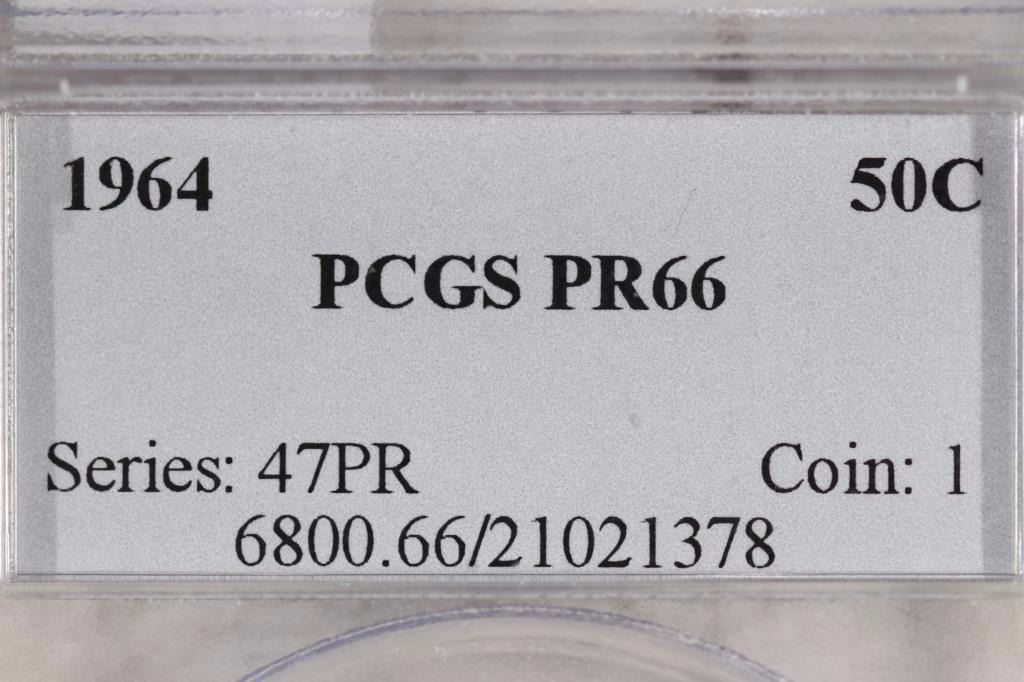 1964 50C
PCGS PR66
Series: 47PR Coin: 1
6800.66/21021378